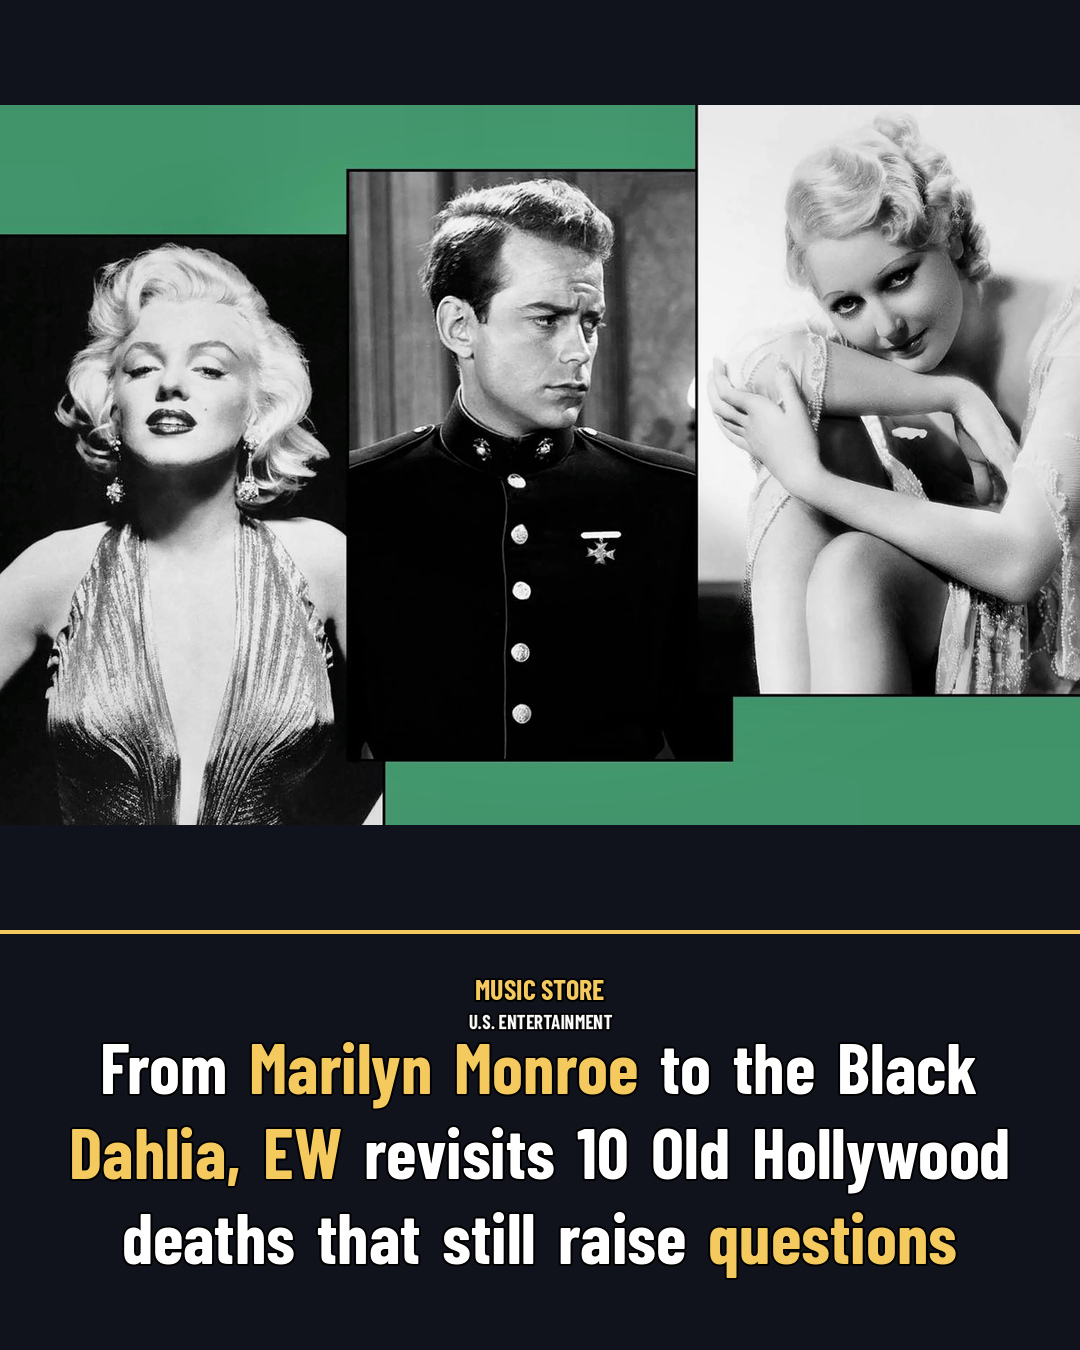 MUSIC STORE
U.S. ENTERTAINMENT
From Marilyn Monroe to the Black
Dahlia, EW revisits 10 Old Hollywood
deaths that still raise questions